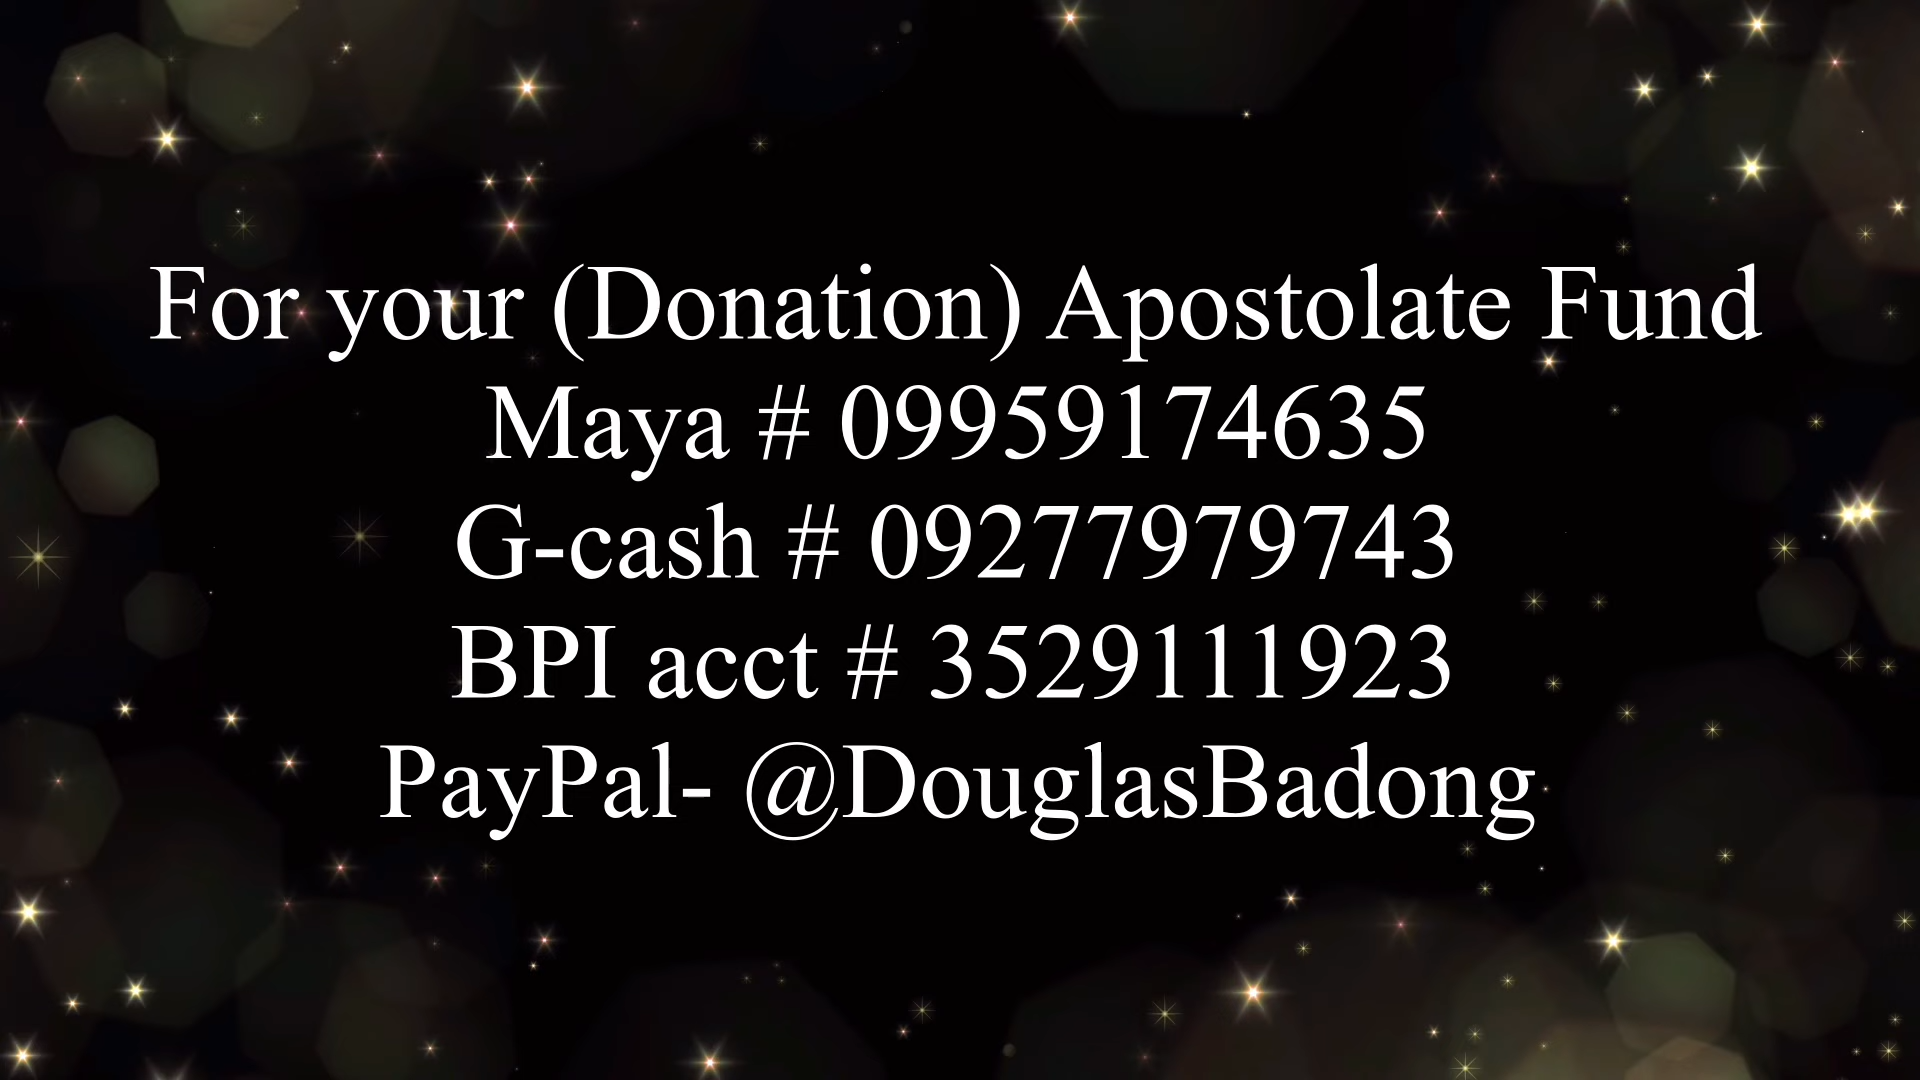 For your (Donation) Apostolate Fund
Maya # 09959174635
G-cash # 09277979743
BPI acct # 3529111923
PayPal- @DouglasBadong